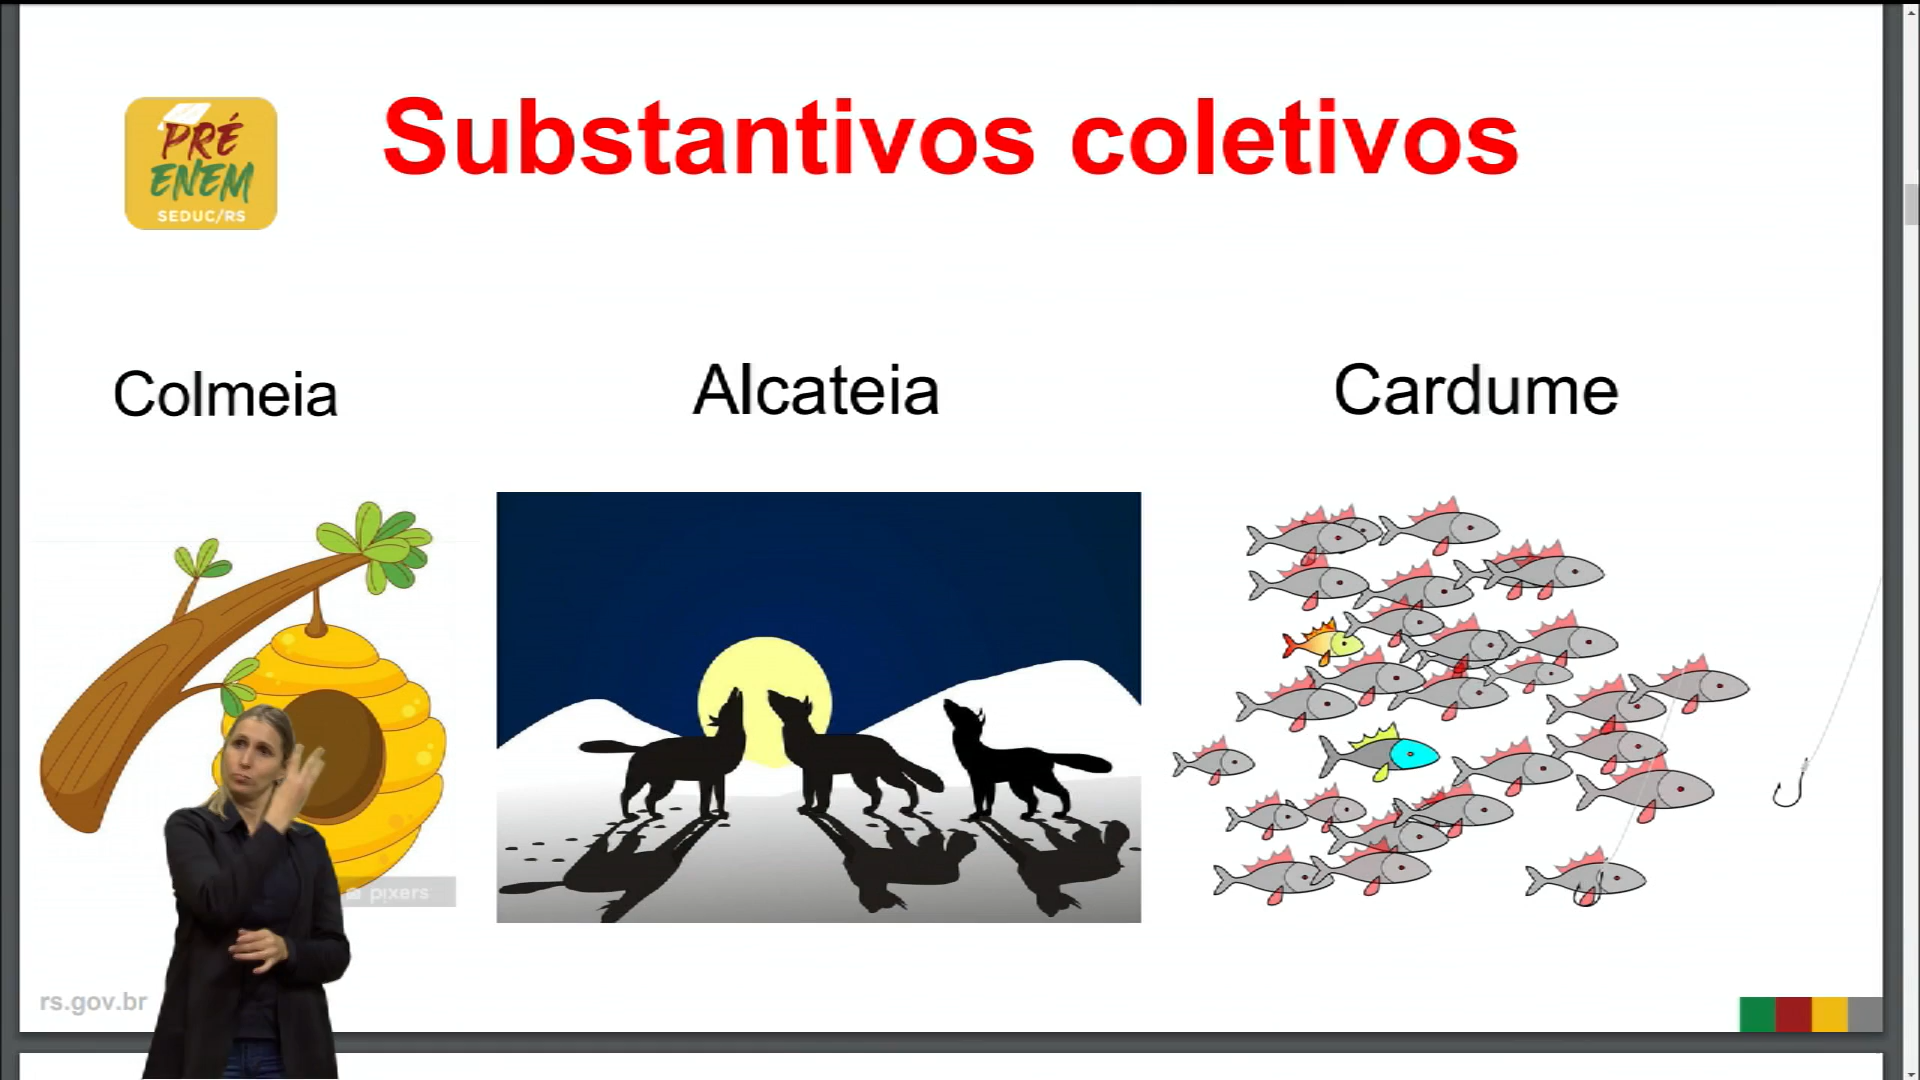 PRÉ
ENEM
SEDUC/RS
Substantivos coletivos
Colmeia
Alcateia
Cardume
pixers
rs.gov.br